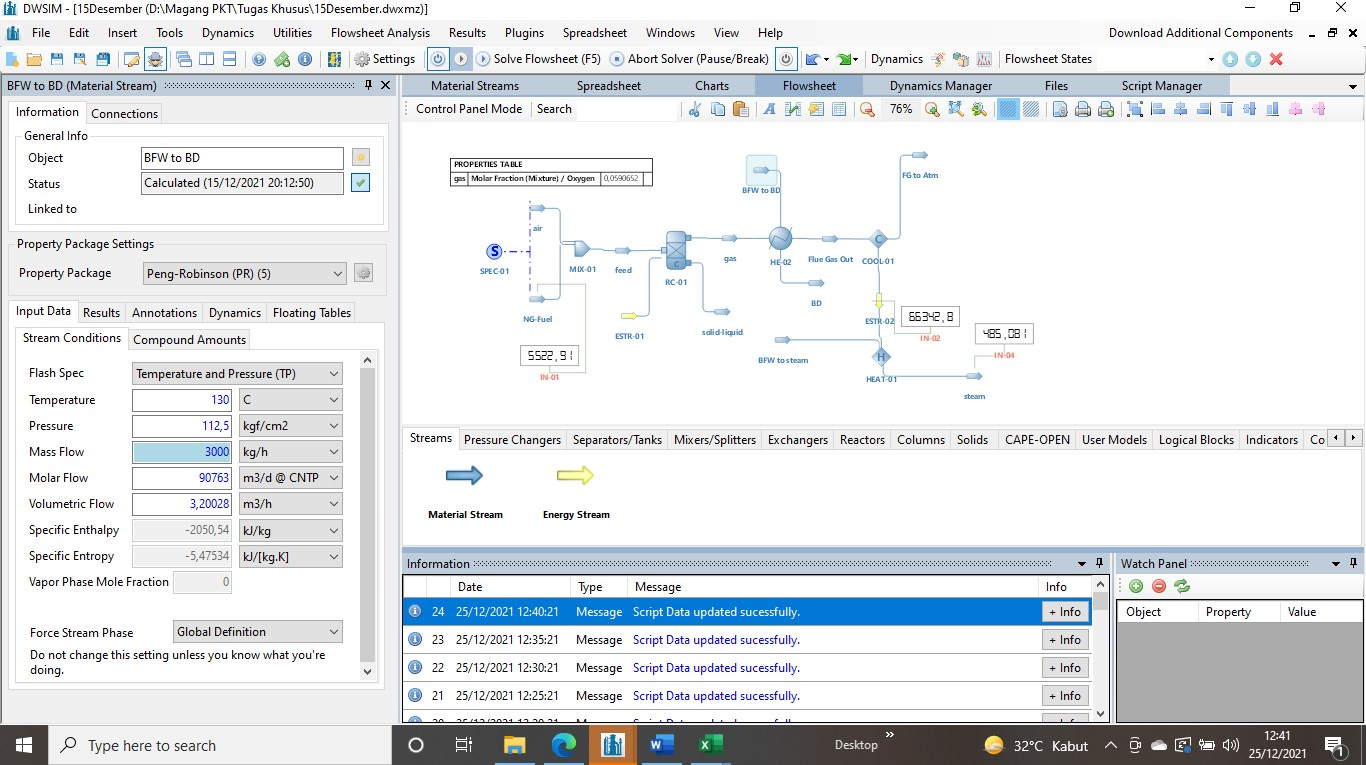 DWSIM - [15Desember (D:\Magang PKT\Tugas Khusus\15Desember.dwxmz)]
File Edit Insert Tools Dynamics Utilities Flowsheet Analysis Results Plugins Spreadsheet Windows View Help Download Additional Components
Settings Solve Flowsheet (F5) Abort Solver (Pause/Break) Dynamics Flowsheet States
BFW to BD (Material Stream)
Information Connections
General Info
Object BFW to BD
Status Calculated (15/12/2021 20:12:50)
Linked to
Property Package Settings
Property Package Peng-Robinson (PR) (5)
Input Data Results Annotations Dynamics Floating Tables
Stream Conditions Compound Amounts
Flash Spec Temperature and Pressure (TP)
Temperature 130 C
Pressure 112,5 kgf/cm2
Mass Flow 3000 kg/h
Molar Flow 90763 m3/d @ CNTP
Volumetric Flow 3,20028 m3/h
Specific Enthalpy -2050,54 kJ/kg
Specific Entropy -5,47534 kJ/[kg.K]
Vapor Phase Mole Fraction 0
Force Stream Phase Global Definition
Do not change this setting unless you know what you're
doing.
Material Streams Spreadsheet Charts Flowsheet Dynamics Manager Files Script Manager
Control Panel Mode Search 76%
PROPERTIES TABLE
gas Molar Fraction (Mixture) / Oxygen 0,0590652
BFW to BD
FG to Atm
air
SPEC-01
MIX-01
feed
RC-01
gas
HE-02
Flue Gas Out
COOL-01
BD
NG-Fuel
ESTR-01
solid-liquid
ESTR-02
66342,8
IN-02
485,081
IN-04
5522,91
IN-01
BFW to steam
HEAT-01
steam
Streams Pressure Changers Separators/Tanks Mixers/Splitters Exchangers Reactors Columns Solids CAPE-OPEN User Models Logical Blocks Indicators Co
Material Stream Energy Stream
Information
Date Type Message Info
24 25/12/2021 12:40:21 Message Script Data updated sucessfully. + Info
23 25/12/2021 12:35:21 Message Script Data updated sucessfully. + Info
22 25/12/2021 12:30:21 Message Script Data updated sucessfully. + Info
21 25/12/2021 12:25:21 Message Script Data updated sucessfully. + Info
Watch Panel
Object Property Value
Type here to search
Desktop
32°C Kabut
12:41
25/12/2021
1